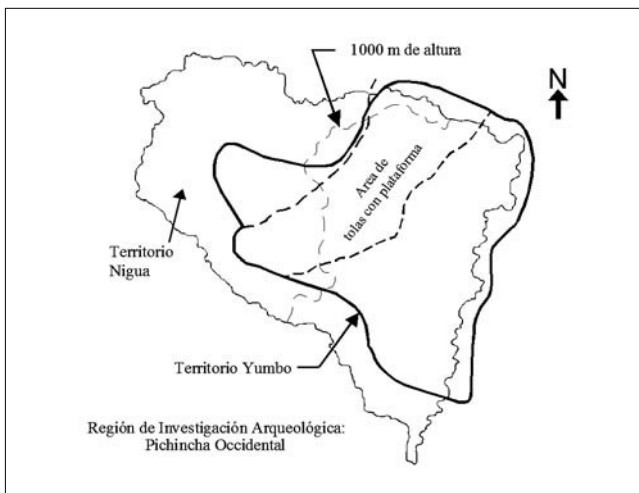 1000 m de altura
N
Area de
tolas con plataforma
Territorio
Nigua
Territorio Yumbo
Región de Investigación Arqueológica:
Pichincha Occidental